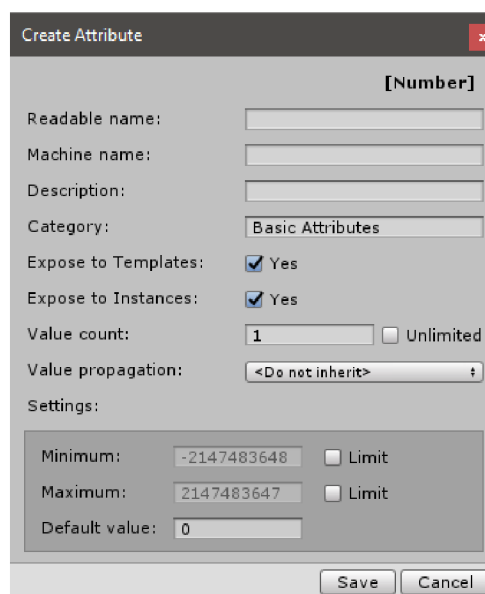 Create Attribute x
[Number]
Readable name:
Machine name:
Description:
Category: Basic Attributes
Expose to Templates: Yes
Expose to Instances: Yes
Value count: 1 Unlimited
Value propagation: <Do not inherit>
Settings:
Minimum: -2147483648 Limit
Maximum: 2147483647 Limit
Default value: 0
Save Cancel